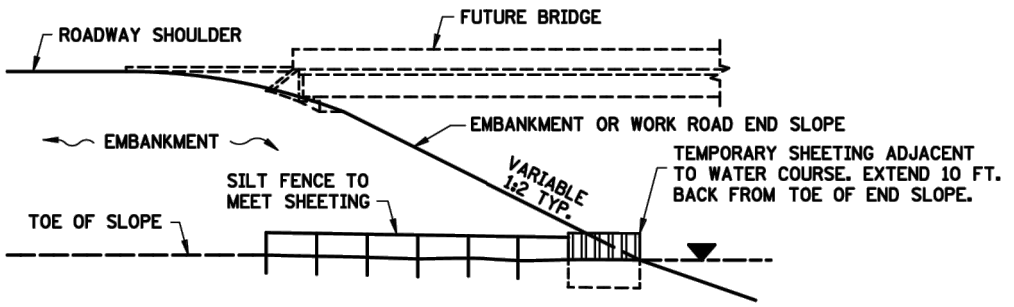 FUTURE BRIDGE
ROADWAY SHOULDER
EMBANKMENT
EMBANKMENT OR WORK ROAD END SLOPE
VARIABLE
1:2 TYP.
TEMPORARY SHEETING ADJACENT
TO WATER COURSE. EXTEND 10 FT.
BACK FROM TOE OF END SLOPE.
SILT FENCE TO
MEET SHEETING
TOE OF SLOPE